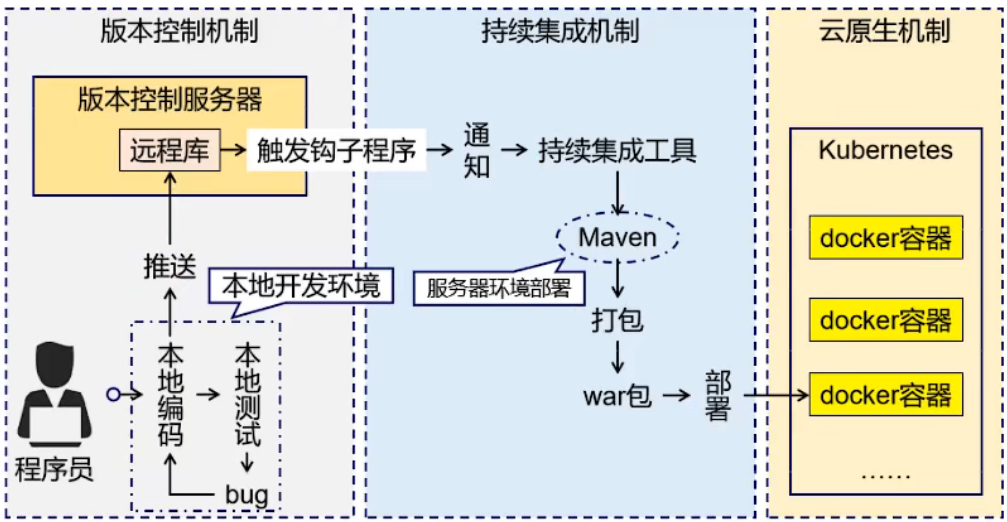 版本控制机制
版本控制服务器
远程库
触发钩子程序
推送
本地开发环境
本地编码
本地测试
bug
程序员
持续集成机制
通知
持续集成工具
Maven
服务器环境部署
打包
war包
部署
云原生机制
Kubernetes
docker容器
docker容器
docker容器
……